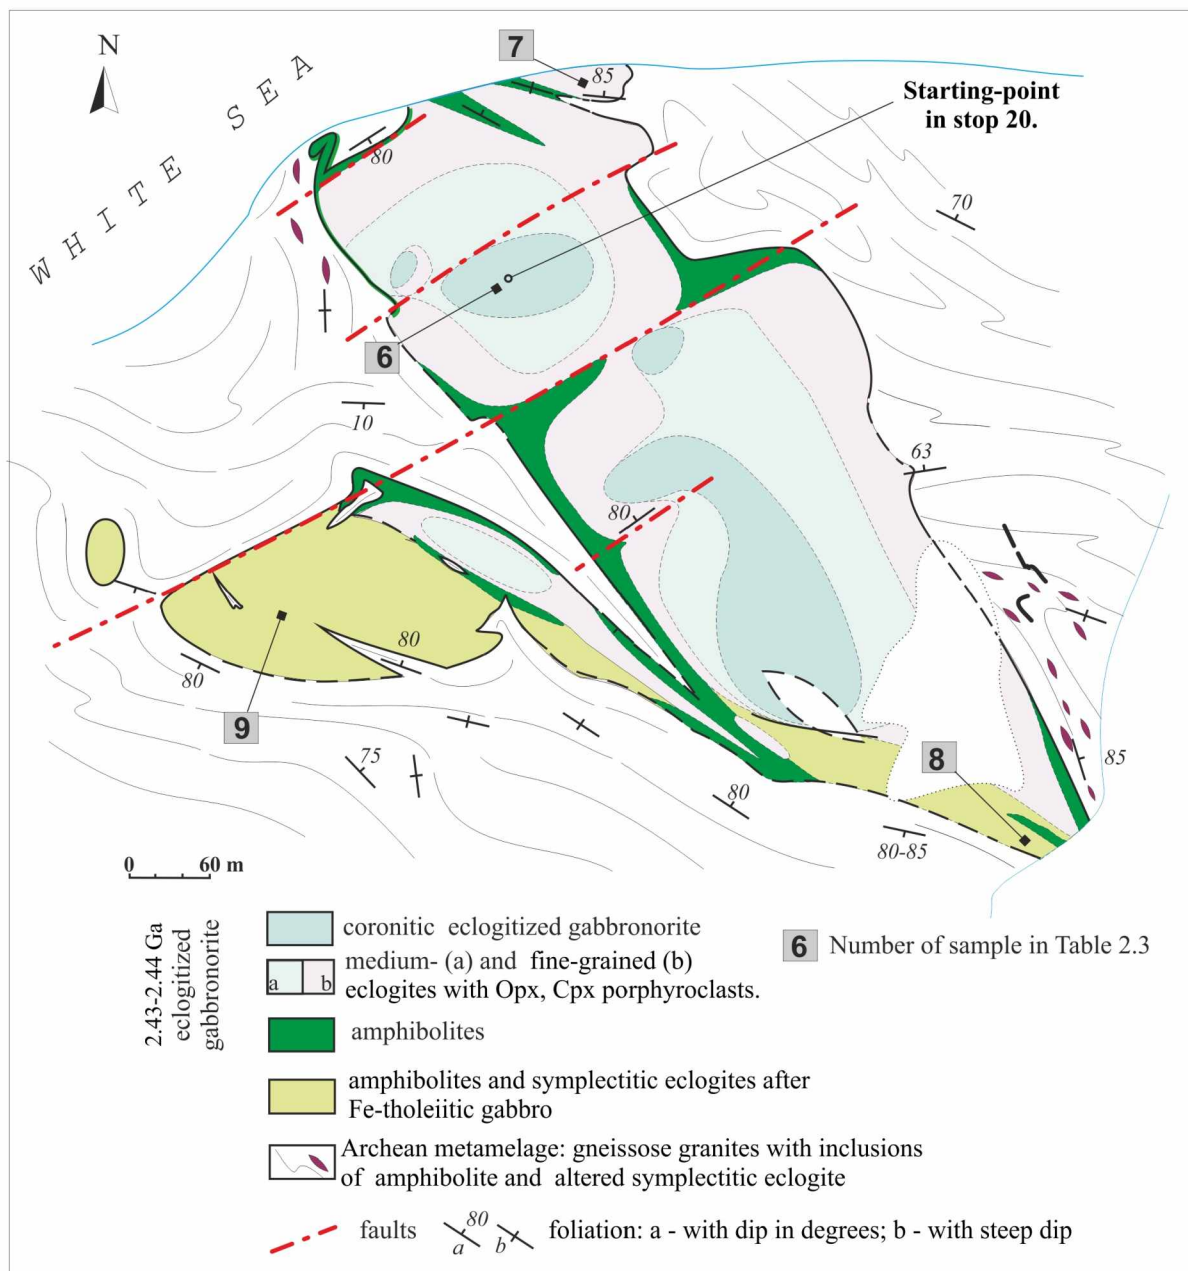 N
WHITE SEA
7
85
Starting-point
in stop 20.
80
70
6
10
63
80
80
80
9
75
8
85
80
80-85
0 60 m
2.43-2.44 Ga
eclogitized
gabbronorite
coronitic eclogitized gabbronorite
a b
medium- (a) and fine-grained (b)
eclogites with Opx, Cpx porphyroclasts.
6 Number of sample in Table 2.3
amphibolites
amphibolites and symplectitic eclogites after
Fe-tholeiitic gabbro
Archean metamelage: gneissose granites with inclusions
of amphibolite and altered symplectitic eclogite
faults
80
a b
foliation: a - with dip in degrees; b - with steep dip